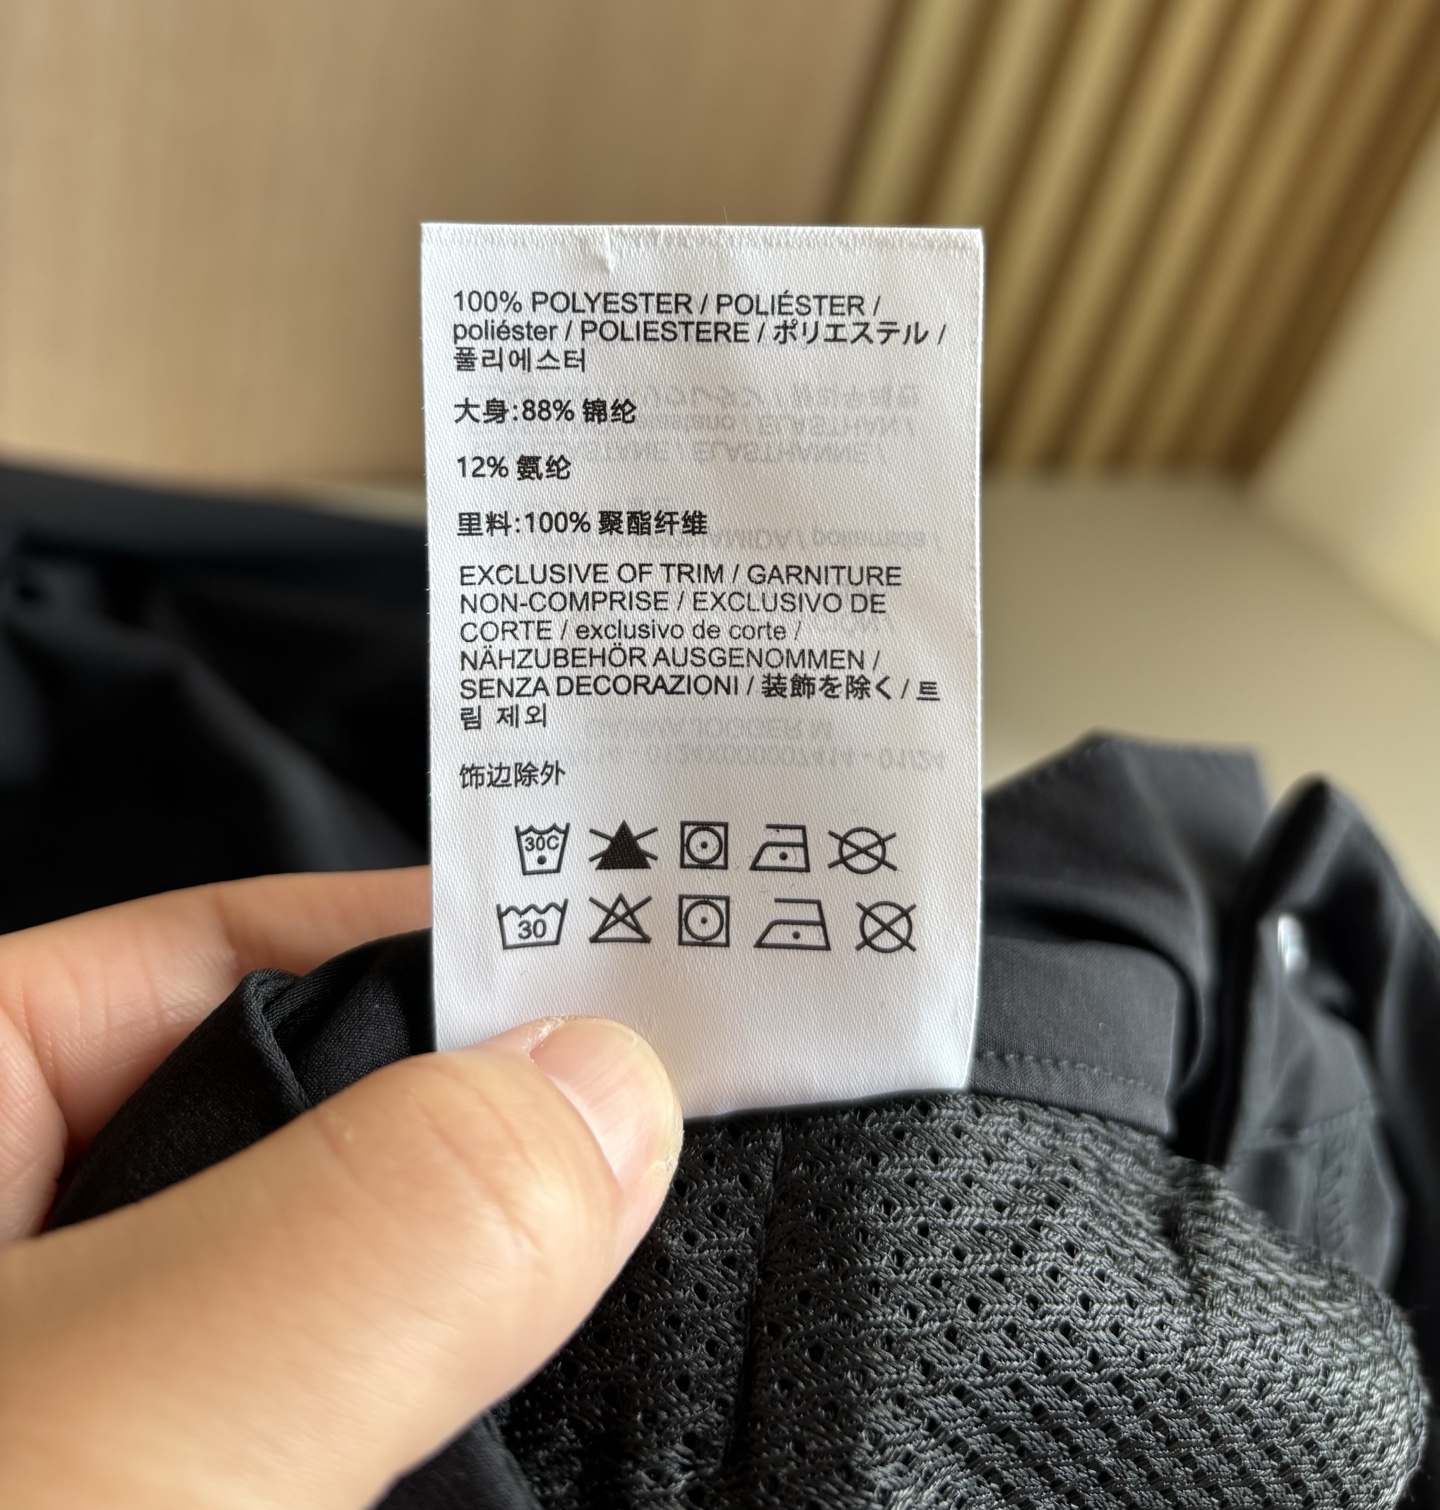 100% POLYESTER / POLIÉSTER /
poliéster / POLIESTERE / ポリエステル /
폴리에스터
大身:88% 锦纶
12% 氨纶
里料:100% 聚酯纤维
EXCLUSIVE OF TRIM / GARNITURE
NON-COMPRISE / EXCLUSIVO DE
CORTE / exclusivo de corte /
NÄHZUBEHÖR AUSGENOMMEN /
SENZA DECORAZIONI / 装飾を除く / 트
림 제외
饰边除外
30C
30